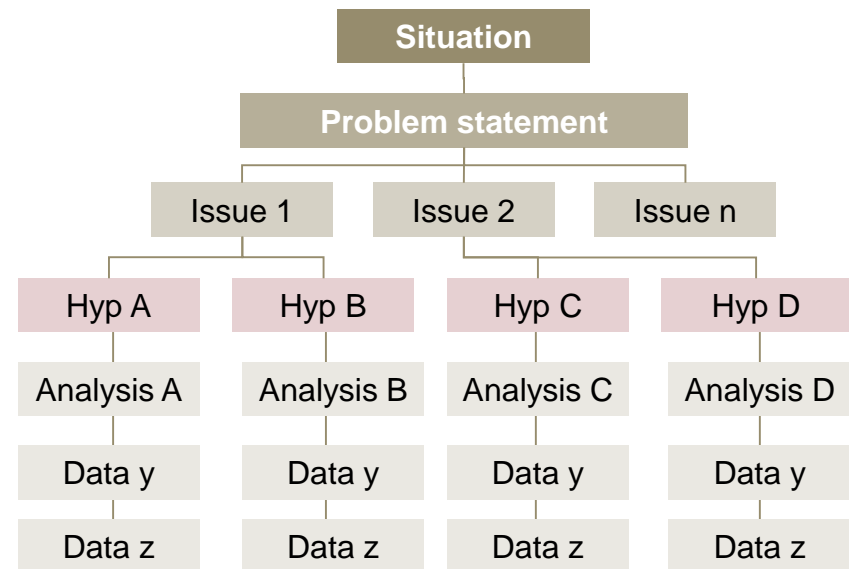 Situation
Problem statement
Issue 1
Issue 2
Issue n
Hyp A
Hyp B
Hyp C
Hyp D
Analysis A
Analysis B
Analysis C
Analysis D
Data y
Data y
Data y
Data y
Data z
Data z
Data z
Data z